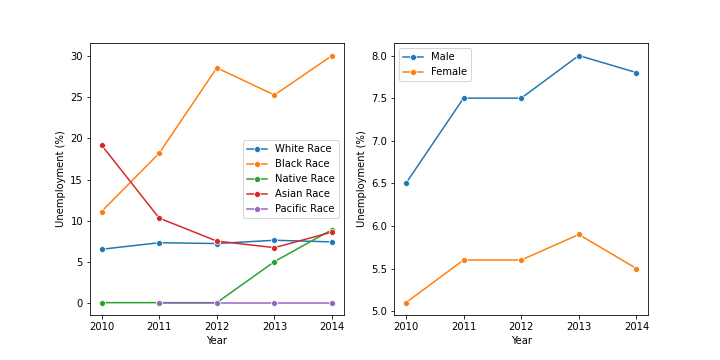 30
25
20
15
10
5
0
Unemployment (%)
2010 2011 2012 2013 2014
Year
White Race
Black Race
Native Race
Asian Race
Pacific Race
8.0
7.5
7.0
6.5
6.0
5.5
5.0
Unemployment (%)
2010 2011 2012 2013 2014
Year
Male
Female